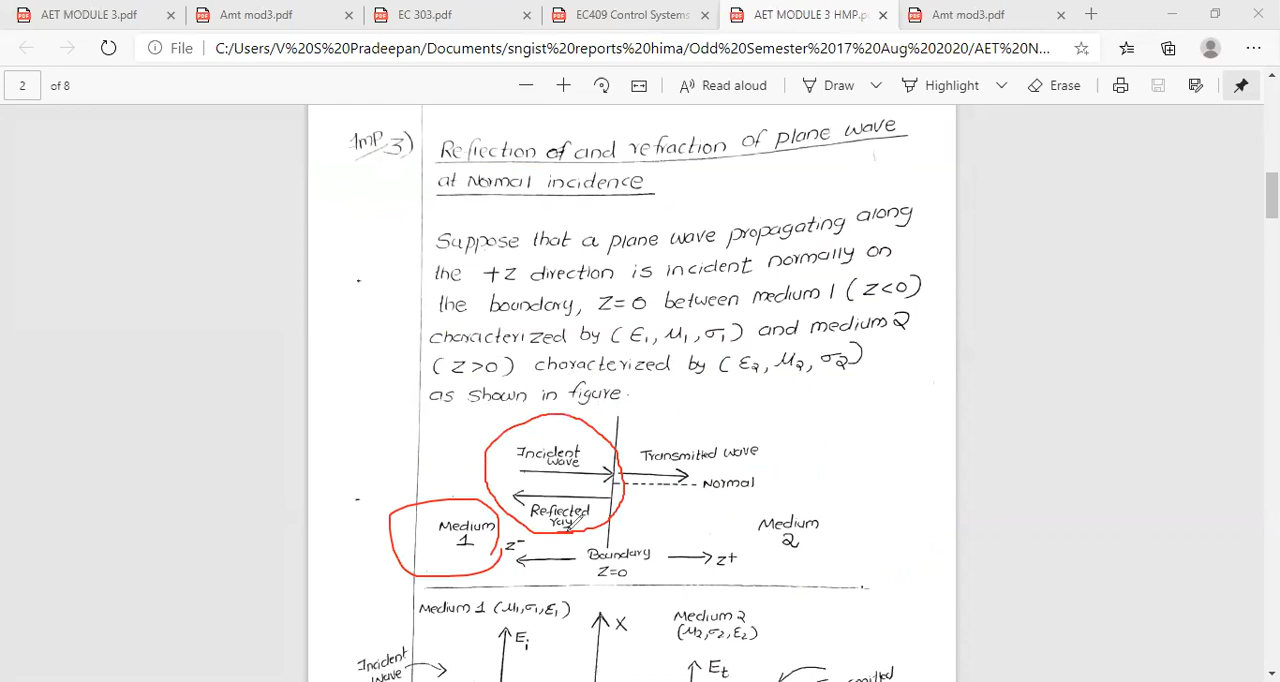 AET MODULE 3.pdf
Amt mod3.pdf
EC 303.pdf
EC409 Control Systems
AET MODULE 3 HMP.p
Amt mod3.pdf
File
C:/Users/V%20S%20Pradeepan/Documents/sngist%20reports%20hima/Odd%20Semester%2017%20Aug%202020/AET%20N...
2 of 8
Read aloud
Draw
Highlight
Erase
Imp 3)
Reflection of and refraction of plane wave
at Normal incidence
Suppose that a plane wave propagating along
the +z direction is incident normally on
the boundary, z=0 between medium 1 (z<0)
characterized by (ε1, μ1, σ1) and medium 2
(z>0) characterized by (ε2, μ2, σ2)
as shown in figure.
Incident wave
Transmitted wave
Normal
Reflected ray
Medium 1
Medium 2
z-
Boundary z=0
z+
Medium 1 (μ1,σ1,ε1)
Medium 2 (μ2,σ2,ε2)
X
Ei
Incident wave
Et